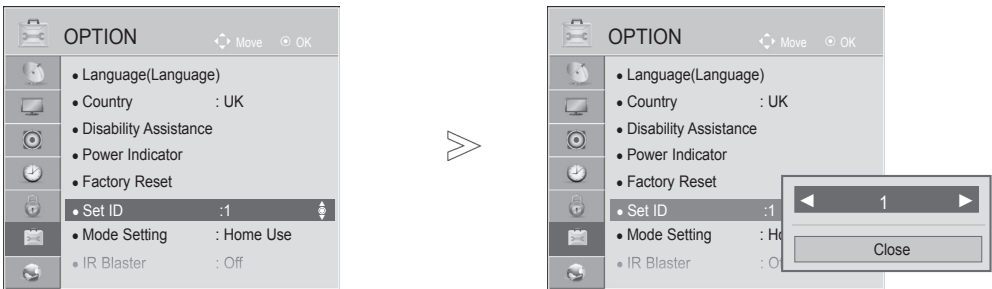 OPTION Move OK
• Language(Language)
• Country : UK
• Disability Assistance
• Power Indicator
• Factory Reset
• Set ID :1
• Mode Setting : Home Use
• IR Blaster : Off
OPTION Move OK
• Language(Language)
• Country : UK
• Disability Assistance
• Power Indicator
• Factory Reset
• Set ID :1
• Mode Setting : Ho
• IR Blaster : O
◀ 1 ▶
Close